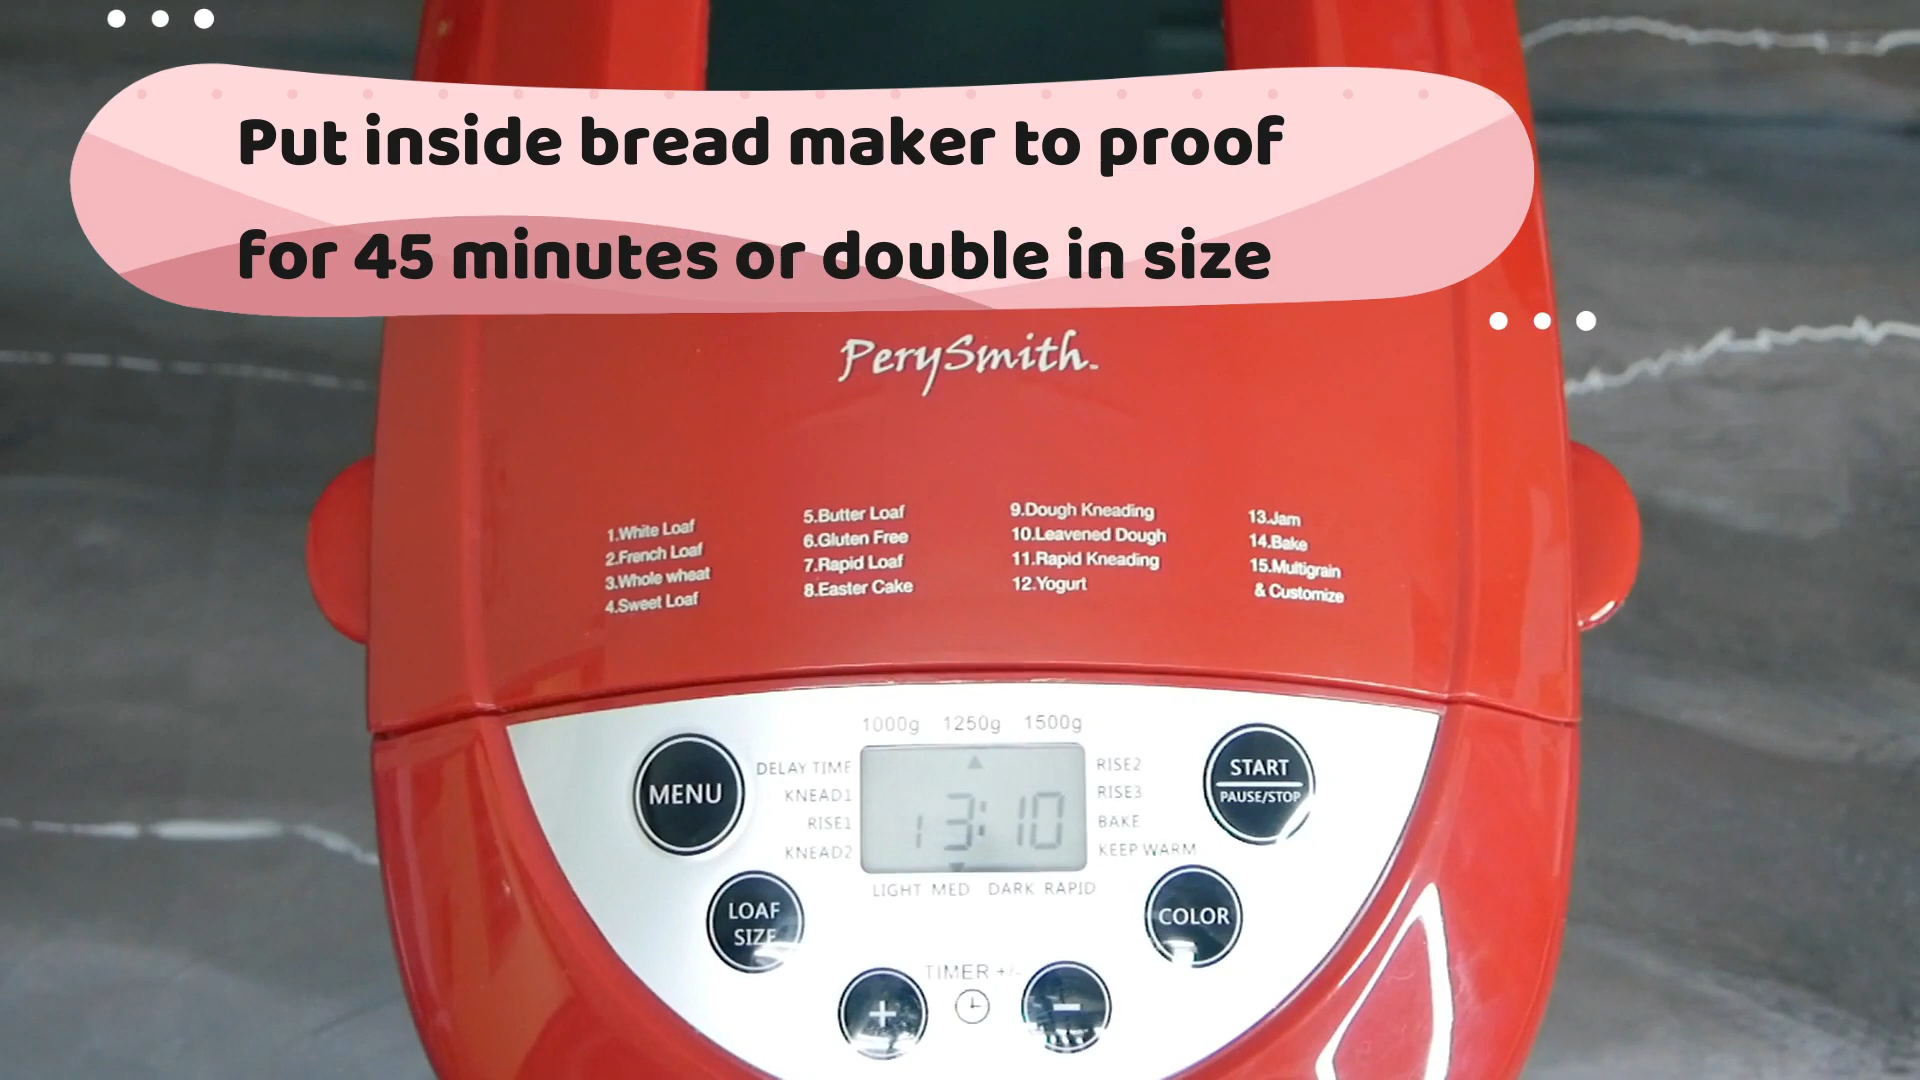 Put inside bread maker to proof
for 45 minutes or double in size
PerySmith
1.White Loaf
2.French Loaf
3.Whole wheat
4.Sweet Loaf
5.Butter Loaf
6.Gluten Free
7.Rapid Loaf
8.Easter Cake
9.Dough Kneading
10.Leavened Dough
11.Rapid Kneading
12.Yogurt
13.Jam
14.Bake
15.Multigrain
& Customize
1000g 1250g 1500g
MENU
DELAY TIME
KNEAD1
RISE1
KNEAD2
1 3:10
RISE2
RISE3
BAKE
KEEP WARM
START
PAUSE/STOP
LIGHT MED DARK RAPID
LOAF
SIZE
COLOR
TIMER +/-
+
-